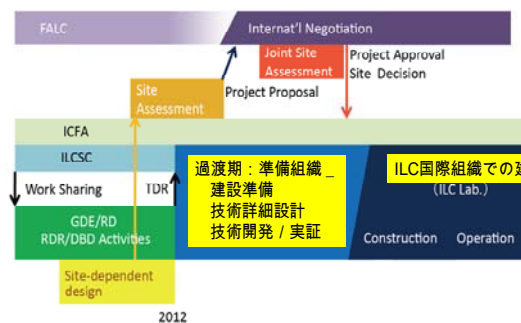 FALC
Internat'l Negotiation
Joint Site
Assessment
Project Approval
Site Decision
Site
Assessment
Project Proposal
ICFA
ILCSC
Work Sharing
TDR
過渡期：準備組織 _
建設準備
技術詳細設計
技術開発 / 実証
ILC国際組織での建
(ILC Lab.)
GDE/RD
RDR/DBD Activities
Construction
Operation
Site-dependent
design
2012